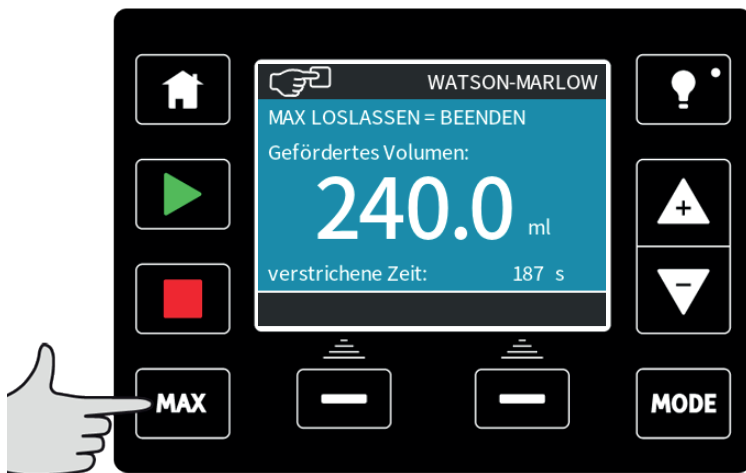 WATSON-MARLOW
MAX LOSLASSEN = BEENDEN
Gefördertes Volumen:
240.0 ml
verstrichene Zeit: 187 s
+
−
MAX
MODE